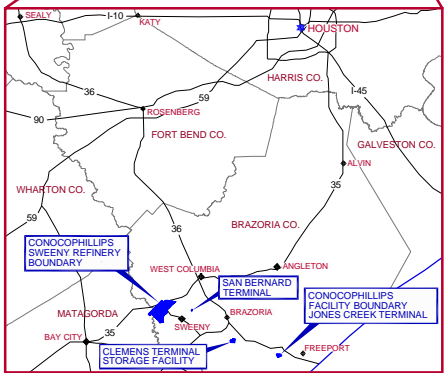 SEALY
I-10
KATY
HOUSTON
HARRIS CO.
36
59
I-45
90
ROSENBERG
FORT BEND CO.
GALVESTON CO.
ALVIN
WHARTON CO.
35
59
36
BRAZORIA CO.
CONOCOPHILLIPS
SWEENY REFINERY
BOUNDARY
WEST COLUMBIA
ANGLETON
SAN BERNARD
TERMINAL
CONOCOPHILLIPS
FACILITY BOUNDARY
JONES CREEK TERMINAL
MATAGORDA
BRAZORIA
35
SWEENY
BAY CITY
CLEMENS TERMINAL
STORAGE FACILITY
FREEPORT